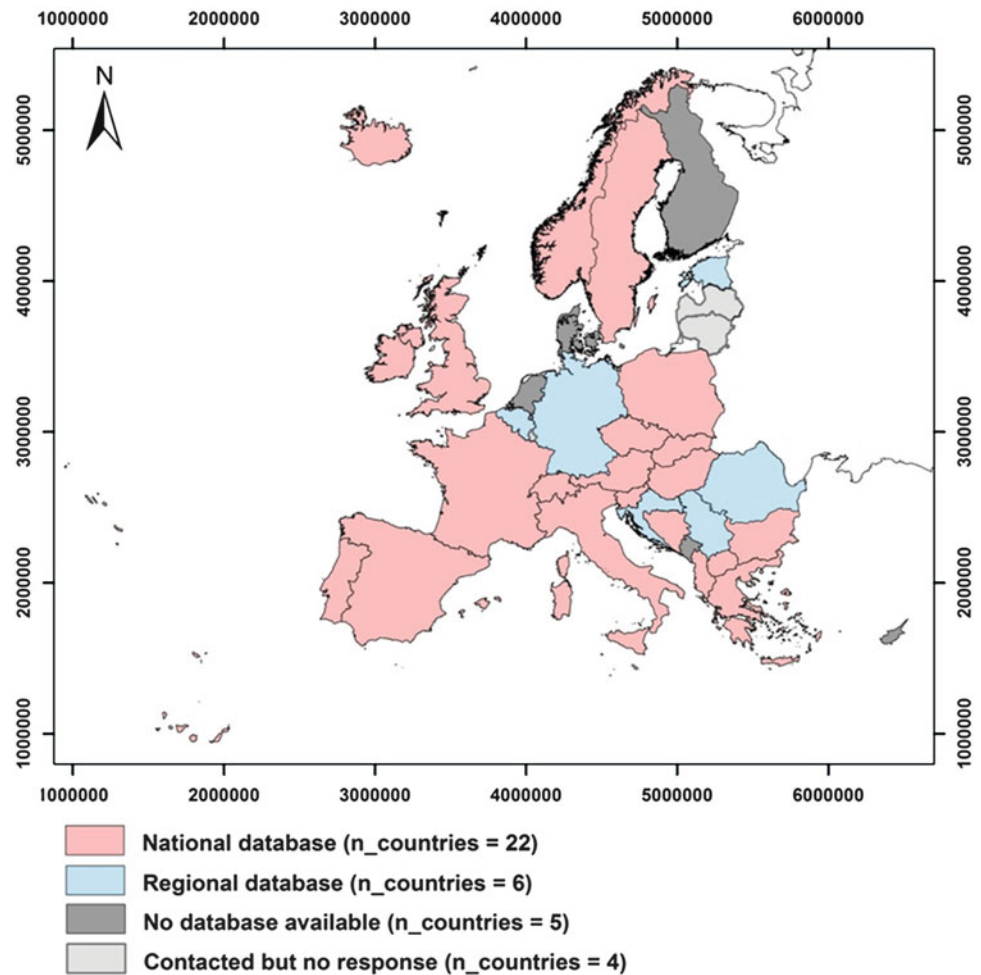 1000000 2000000 3000000 4000000 5000000 6000000
N
5000000 5000000
4000000 4000000
3000000 3000000
2000000 2000000
1000000 1000000
1000000 2000000 3000000 4000000 5000000 6000000
National database (n_countries = 22)
Regional database (n_countries = 6)
No database available (n_countries = 5)
Contacted but no response (n_countries = 4)